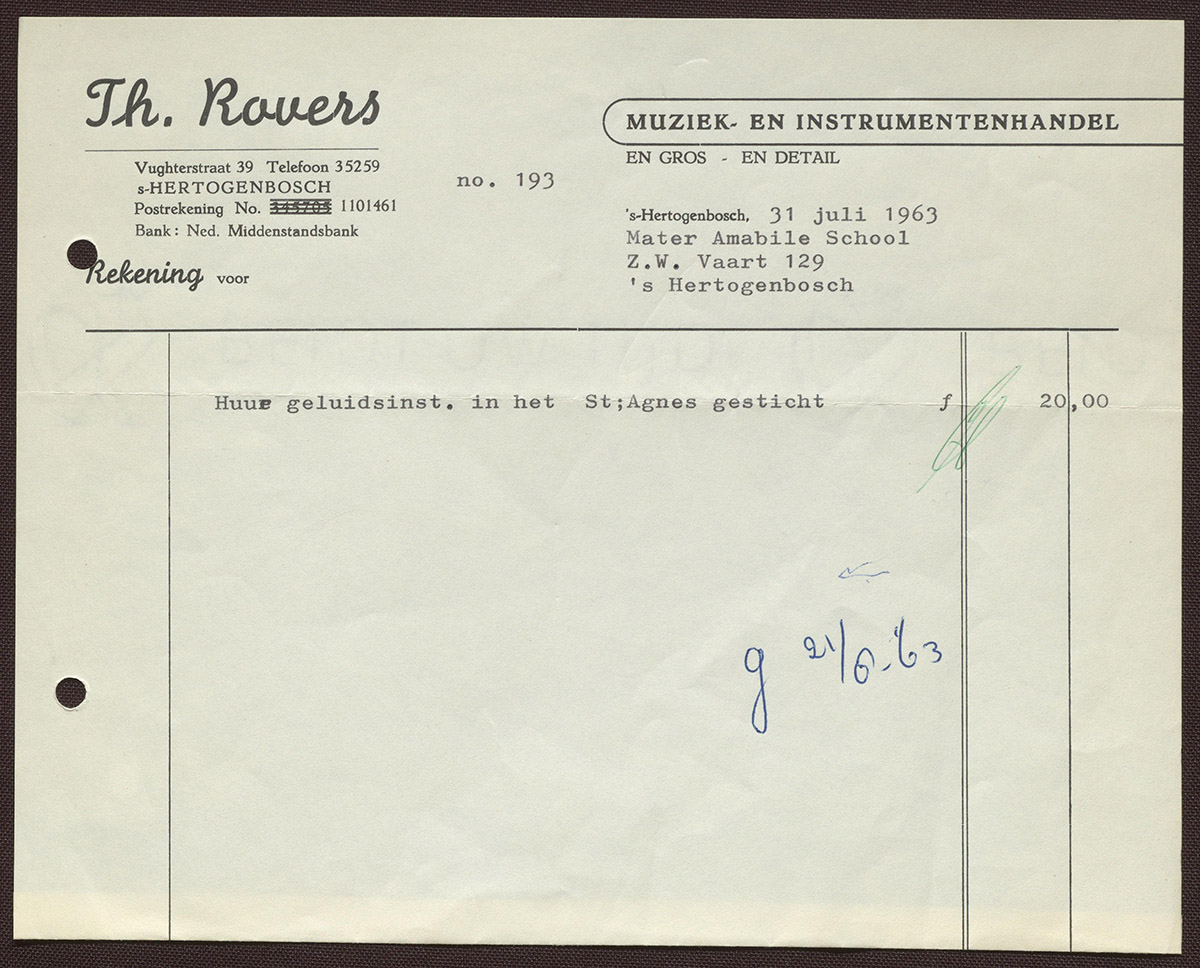 Th. Rovers
Vughterstraat 39 Telefoon 35259
s-HERTOGENBOSCH
Postrekening No. 345705 1101461
Bank: Ned. Middenstandsbank
Rekening voor
no. 193
MUZIEK- EN INSTRUMENTENHANDEL
EN GROS - EN DETAIL
's-Hertogenbosch, 31 juli 1963
Mater Amabile School
Z.W. Vaart 129
's Hertogenbosch
Huur geluidsinst. in het St;Agnes gesticht ƒ 20,00
g 21/6-'63